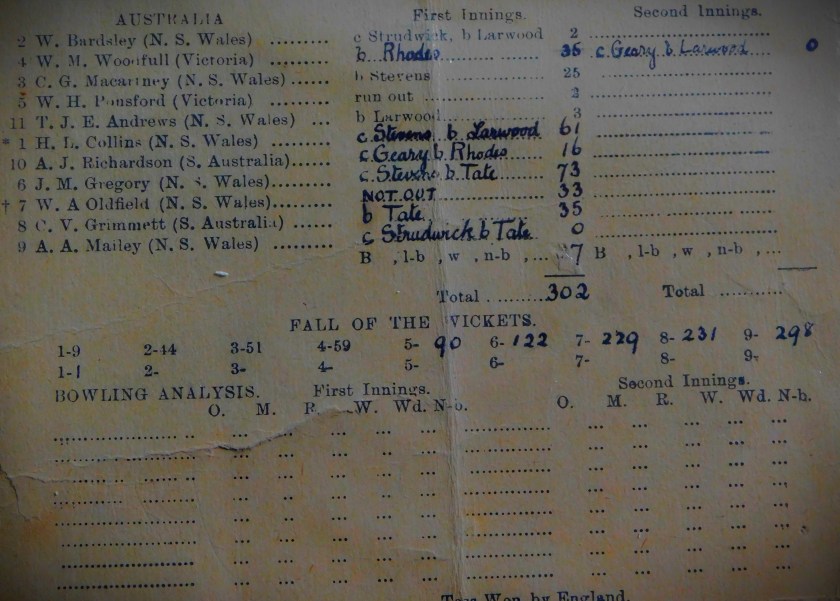 AUSTRALIA First Innings. Second Innings.
2 W. Bardsley (N. S. Wales) ......... c Strudwick, b Larwood 2
4 W. M. Woodfull (Victoria) ......... b Rhodes 35 c. Geary b Larwood 0
3 C. G. Macartney (N. S. Wales) ......... b Stevens 25
5 W. H. Ponsford (Victoria) ......... run out 2
11 T. J. E. Andrews (N. S. Wales) ... b Larwood 3
* 1 H. L. Collins (N. S. Wales) ......... c. Stevens b Larwood 61
10 A. J. Richardson (S. Australia)...... c. Geary b Rhodes 16
6 J. M. Gregory (N. S. Wales)......... c. Stevens b Tate 73
† 7 W. A Oldfield (N. S. Wales)......... NOT OUT 33
8 C. V. Grimmett (S. Australia) ...... b Tate 35
9 A. A. Mailey (N. S. Wales) ......... c Strudwick b Tate 0
B , l-b , w , n-b , ... 17 B , l-b , w , n-b , ...
Total ......... 302 Total ............
FALL OF THE WICKETS.
1-9 2-44 3-51 4-59 5- 90 6- 122 7- 229 8- 231 9- 298
1-1 2- 3- 4- 5- 6- 7- 8- 9-
BOWLING ANALYSIS. First Innings. Second Innings.
O. M. R. W. Wd. N-b. O. M. R. W. Wd. N-b.
Toss Won by England.